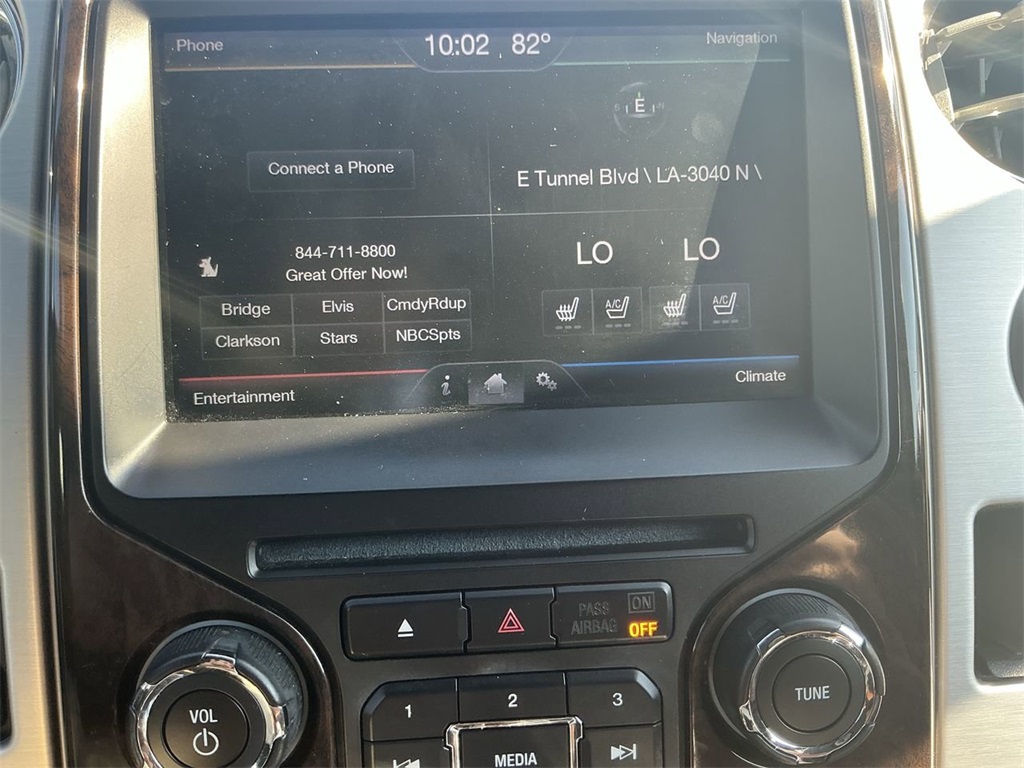 Phone
10:02 82°
Navigation
E
Connect a Phone
E Tunnel Blvd \ LA-3040 N \
844-711-8800
Great Offer Now!
LO LO
A/C A/C
Bridge Elvis CmdyRdup
Clarkson Stars NBCSpts
i
Entertainment
Climate
PASS AIRBAG ON
OFF
1 2 3
VOL
MEDIA
TUNE